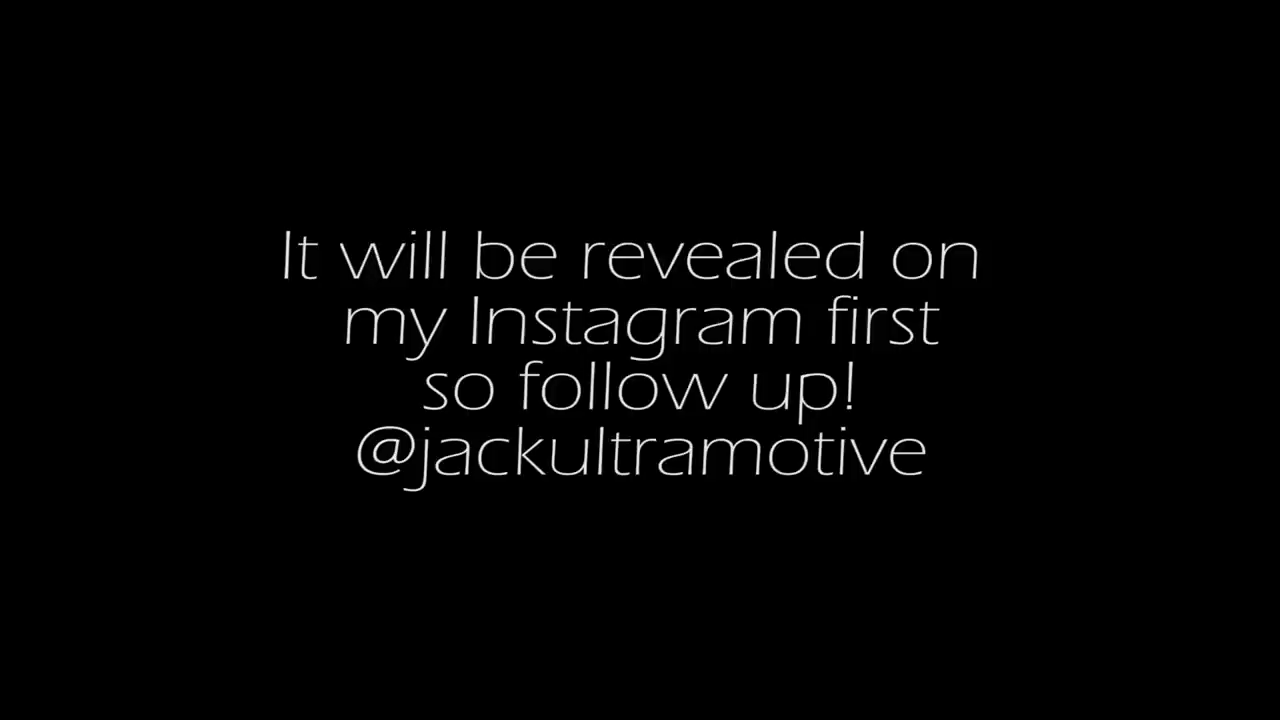 It will be revealed on
my Instagram first
so follow up!
@jackultramotive